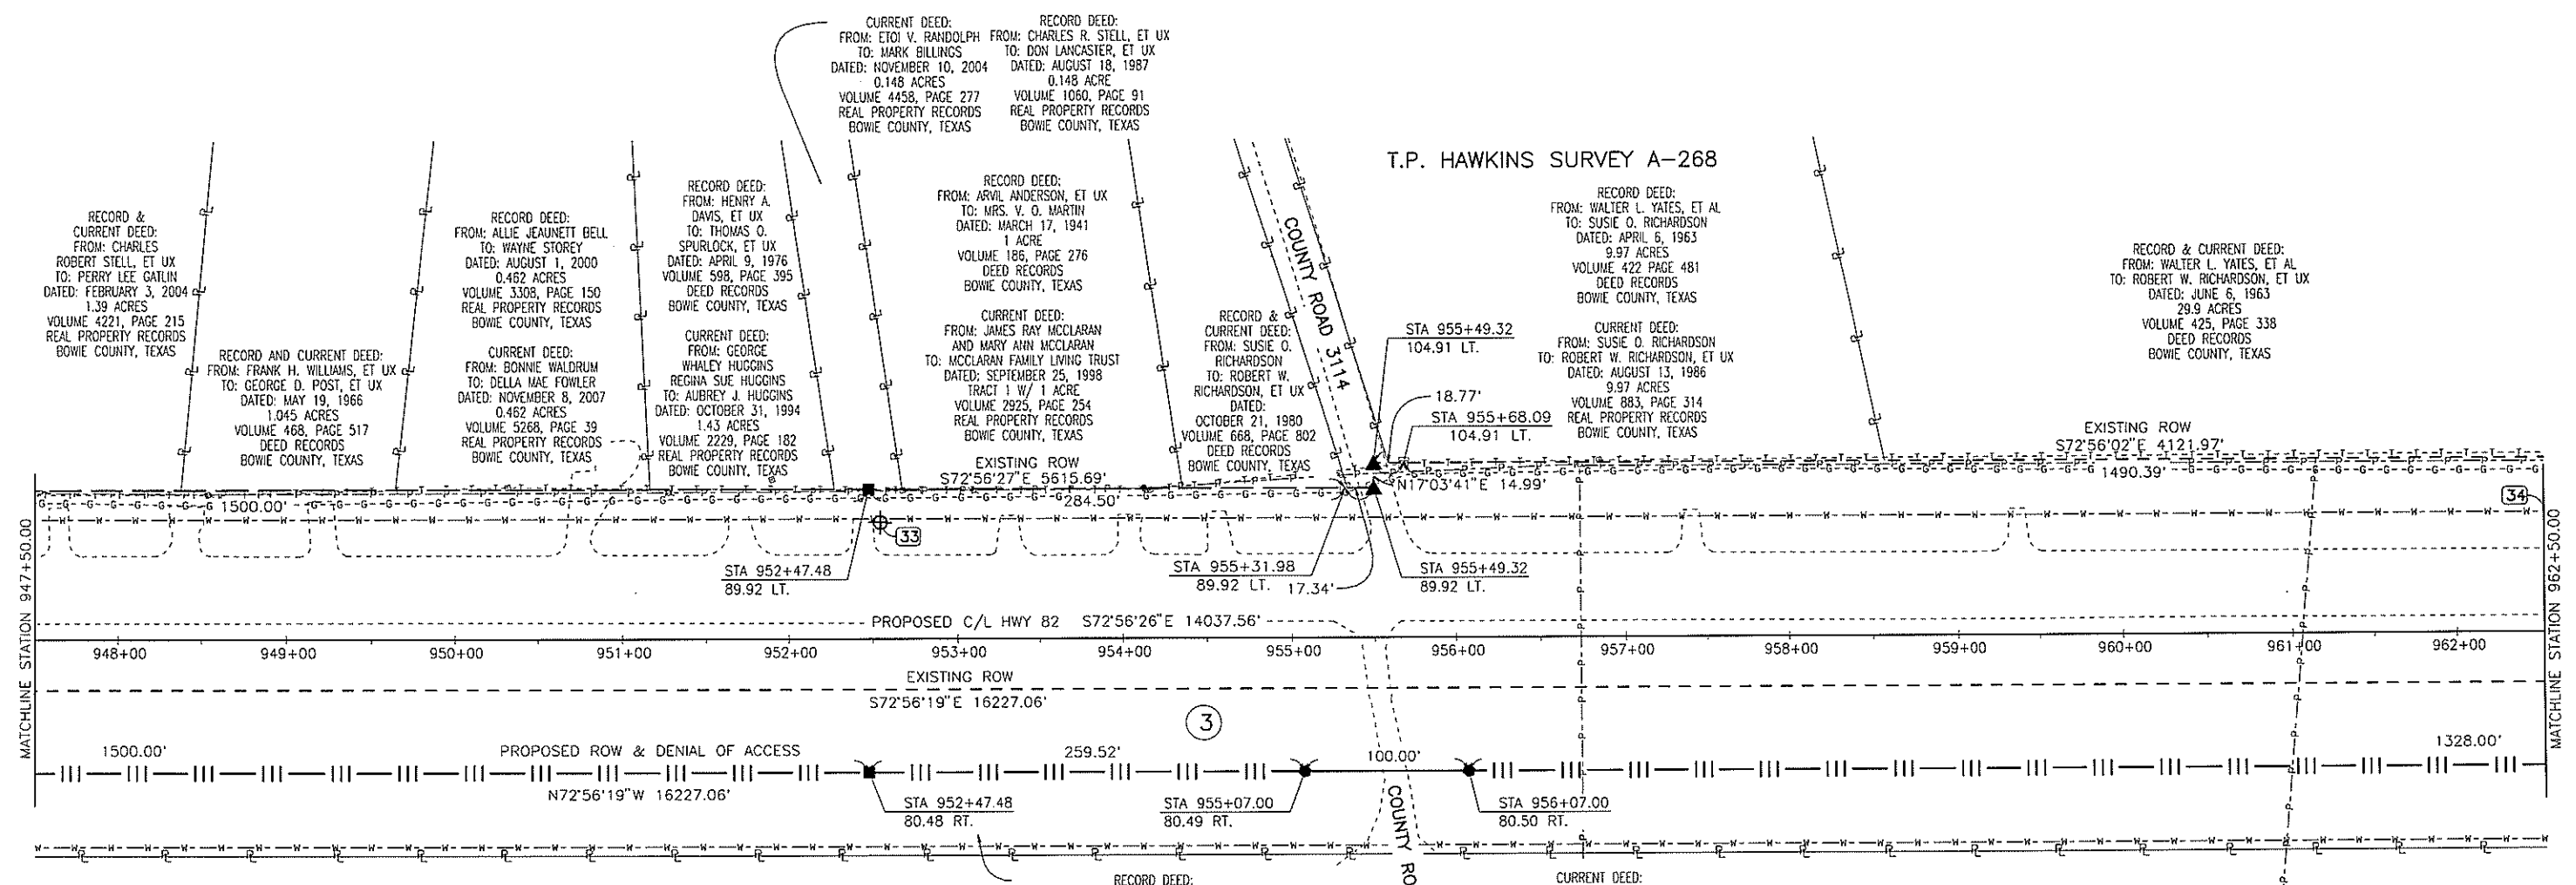 CURRENT DEED:
FROM: ETOI V. RANDOLPH
TO: MARK BILLINGS
DATED: NOVEMBER 10, 2004
0.148 ACRES
VOLUME 4458, PAGE 277
REAL PROPERTY RECORDS
BOWIE COUNTY, TEXAS
RECORD DEED:
FROM: CHARLES R. STELL, ET UX
TO: DON LANCASTER, ET UX
DATED: AUGUST 18, 1987
0.148 ACRE
VOLUME 1060, PAGE 91
REAL PROPERTY RECORDS
BOWIE COUNTY, TEXAS
T.P. HAWKINS SURVEY A-268
RECORD &
CURRENT DEED:
FROM: CHARLES
ROBERT STELL, ET UX
TO: PERRY LEE GATLIN
DATED: FEBRUARY 3, 2004
1.39 ACRES
VOLUME 4221, PAGE 215
REAL PROPERTY RECORDS
BOWIE COUNTY, TEXAS
RECORD AND CURRENT DEED:
FROM: FRANK H. WILLIAMS, ET UX
TO: GEORGE D. POST, ET UX
DATED: MAY 19, 1966
1.045 ACRES
VOLUME 468, PAGE 517
DEED RECORDS
BOWIE COUNTY, TEXAS
RECORD DEED:
FROM: ALLIE JEAUNETT BELL
TO: WAYNE STOREY
DATED: AUGUST 1, 2000
0.462 ACRES
VOLUME 3308, PAGE 150
REAL PROPERTY RECORDS
BOWIE COUNTY, TEXAS
CURRENT DEED:
FROM: BONNIE WALDRUM
TO: DELLA MAE FOWLER
DATED: NOVEMBER 8, 2007
0.462 ACRES
VOLUME 5268, PAGE 39
REAL PROPERTY RECORDS
BOWIE COUNTY, TEXAS
RECORD DEED:
FROM: HENRY A.
DAVIS, ET UX
TO: THOMAS O.
SPURLOCK, ET UX
DATED: APRIL 9, 1976
VOLUME 598, PAGE 395
DEED RECORDS
BOWIE COUNTY, TEXAS
CURRENT DEED:
FROM: GEORGE
WHALEY HUGGINS
REGINA SUE HUGGINS
TO: AUBREY J. HUGGINS
DATED: OCTOBER 31, 1994
1.43 ACRES
VOLUME 2229, PAGE 182
REAL PROPERTY RECORDS
BOWIE COUNTY, TEXAS
RECORD DEED:
FROM: ARVIL ANDERSON, ET UX
TO: MRS. V. O. MARTIN
DATED: MARCH 17, 1941
1 ACRE
VOLUME 186, PAGE 276
DEED RECORDS
BOWIE COUNTY, TEXAS
CURRENT DEED:
FROM: JAMES RAY MCCLARAN
AND MARY ANN MCCLARAN
TO: MCCLARAN FAMILY LIVING TRUST
DATED: SEPTEMBER 25, 1998
TRACT 1 W/ 1 ACRE
VOLUME 2925, PAGE 254
REAL PROPERTY RECORDS
BOWIE COUNTY, TEXAS
RECORD &
CURRENT DEED:
FROM: SUSIE O.
RICHARDSON
TO: ROBERT W.
RICHARDSON, ET UX
DATED:
OCTOBER 21, 1980
VOLUME 668, PAGE 802
DEED RECORDS
BOWIE COUNTY, TEXAS
COUNTY ROAD 3114
RECORD DEED:
FROM: WALTER L. YATES, ET AL
TO: SUSIE O. RICHARDSON
DATED: APRIL 6, 1963
9.97 ACRES
VOLUME 422 PAGE 481
DEED RECORDS
BOWIE COUNTY, TEXAS
CURRENT DEED:
FROM: SUSIE O. RICHARDSON
TO: ROBERT W. RICHARDSON, ET UX
DATED: AUGUST 13, 1986
9.97 ACRES
VOLUME 883, PAGE 314
REAL PROPERTY RECORDS
BOWIE COUNTY, TEXAS
RECORD & CURRENT DEED:
FROM: WALTER L. YATES, ET AL
TO: ROBERT W. RICHARDSON, ET UX
DATED: JUNE 6, 1963
29.9 ACRES
VOLUME 425, PAGE 338
DEED RECORDS
BOWIE COUNTY, TEXAS
STA 955+49.32
104.91 LT.
18.77'
STA 955+68.09
104.91 LT.
EXISTING ROW
S72°56'02"E 4121.97'
1490.39'
EXISTING ROW
S72°56'27"E 5615.69'
284.50'
N17°03'41"E 14.99'
1500.00'
33
34
STA 952+47.48
89.92 LT.
STA 955+31.98
89.92 LT.
17.34'
STA 955+49.32
89.92 LT.
MATCHLINE STATION 947+50.00
MATCHLINE STATION 962+50.00
PROPOSED C/L HWY 82 S72°56'26"E 14037.56'
948+00 949+00 950+00 951+00 952+00 953+00 954+00 955+00 956+00 957+00 958+00 959+00 960+00 961+00 962+00
EXISTING ROW
S72°56'19"E 16227.06'
3
1500.00'
PROPOSED ROW & DENIAL OF ACCESS
259.52'
100.00'
1328.00'
N72°56'19"W 16227.06'
STA 952+47.48
80.48 RT.
STA 955+07.00
80.49 RT.
STA 956+07.00
80.50 RT.
COUNTY RO
RECORD DEED:
CURRENT DEED: